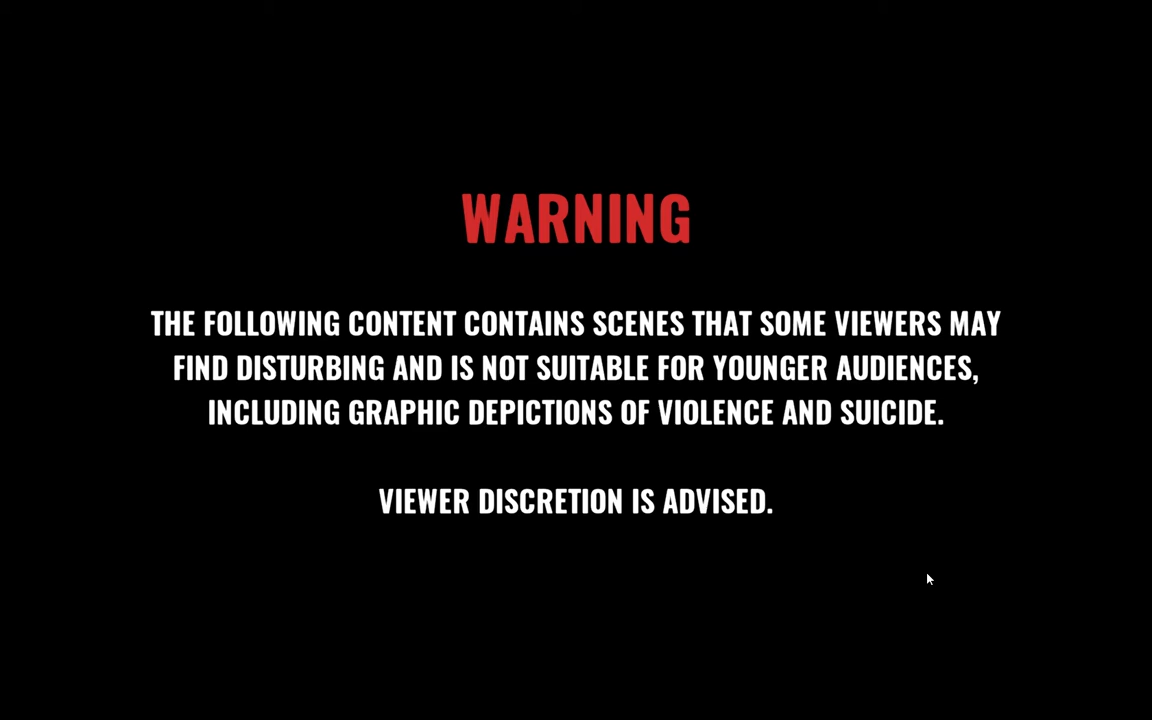 WARNING
THE FOLLOWING CONTENT CONTAINS SCENES THAT SOME VIEWERS MAY
FIND DISTURBING AND IS NOT SUITABLE FOR YOUNGER AUDIENCES,
INCLUDING GRAPHIC DEPICTIONS OF VIOLENCE AND SUICIDE.
VIEWER DISCRETION IS ADVISED.